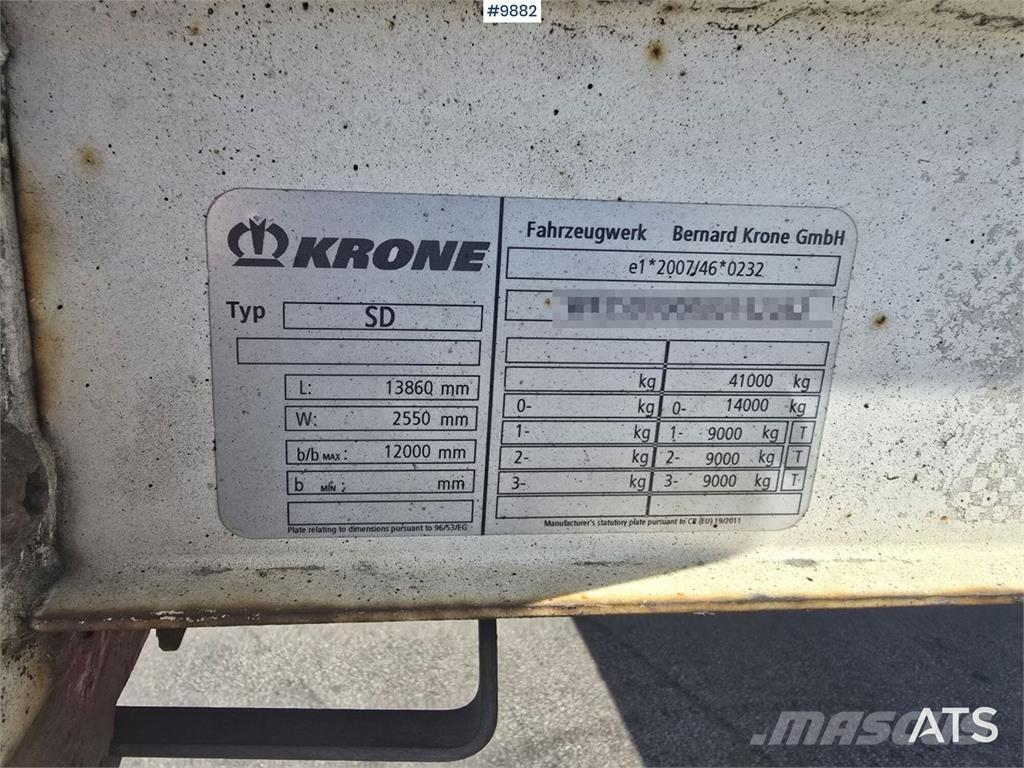 #9882
KRONE
Typ SD
L: 13860 mm
W: 2550 mm
b/b MAX: 12000 mm
b MIN: mm
Plate relating to dimensions pursuant to 96/53/EG
Fahrzeugwerk Bernard Krone GmbH
e1*2007/46*0232
kg 41000 kg
0- kg 0- 14000 kg
1- kg 1- 9000 kg T
2- kg 2- 9000 kg T
3- kg 3- 9000 kg T
Manufacturer's statutory plate pursuant to CR (EU) 19/2011
ATS